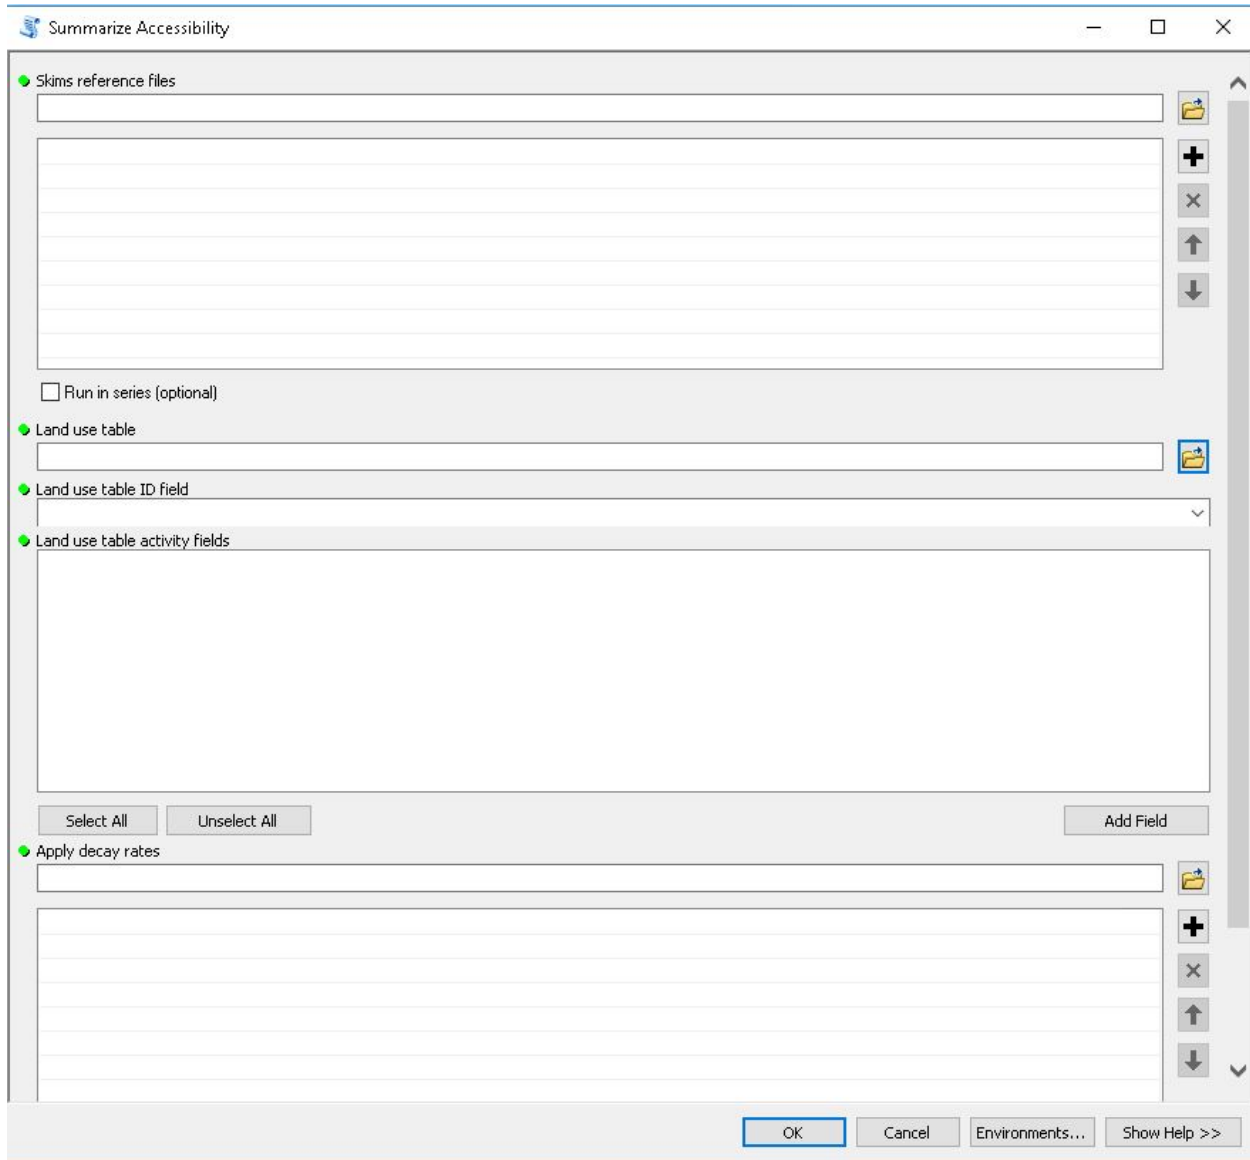 Summarize Accessibility
Skims reference files
Run in series (optional)
Land use table
Land use table ID field
Land use table activity fields
Select All Unselect All Add Field
Apply decay rates
OK Cancel Environments... Show Help >>